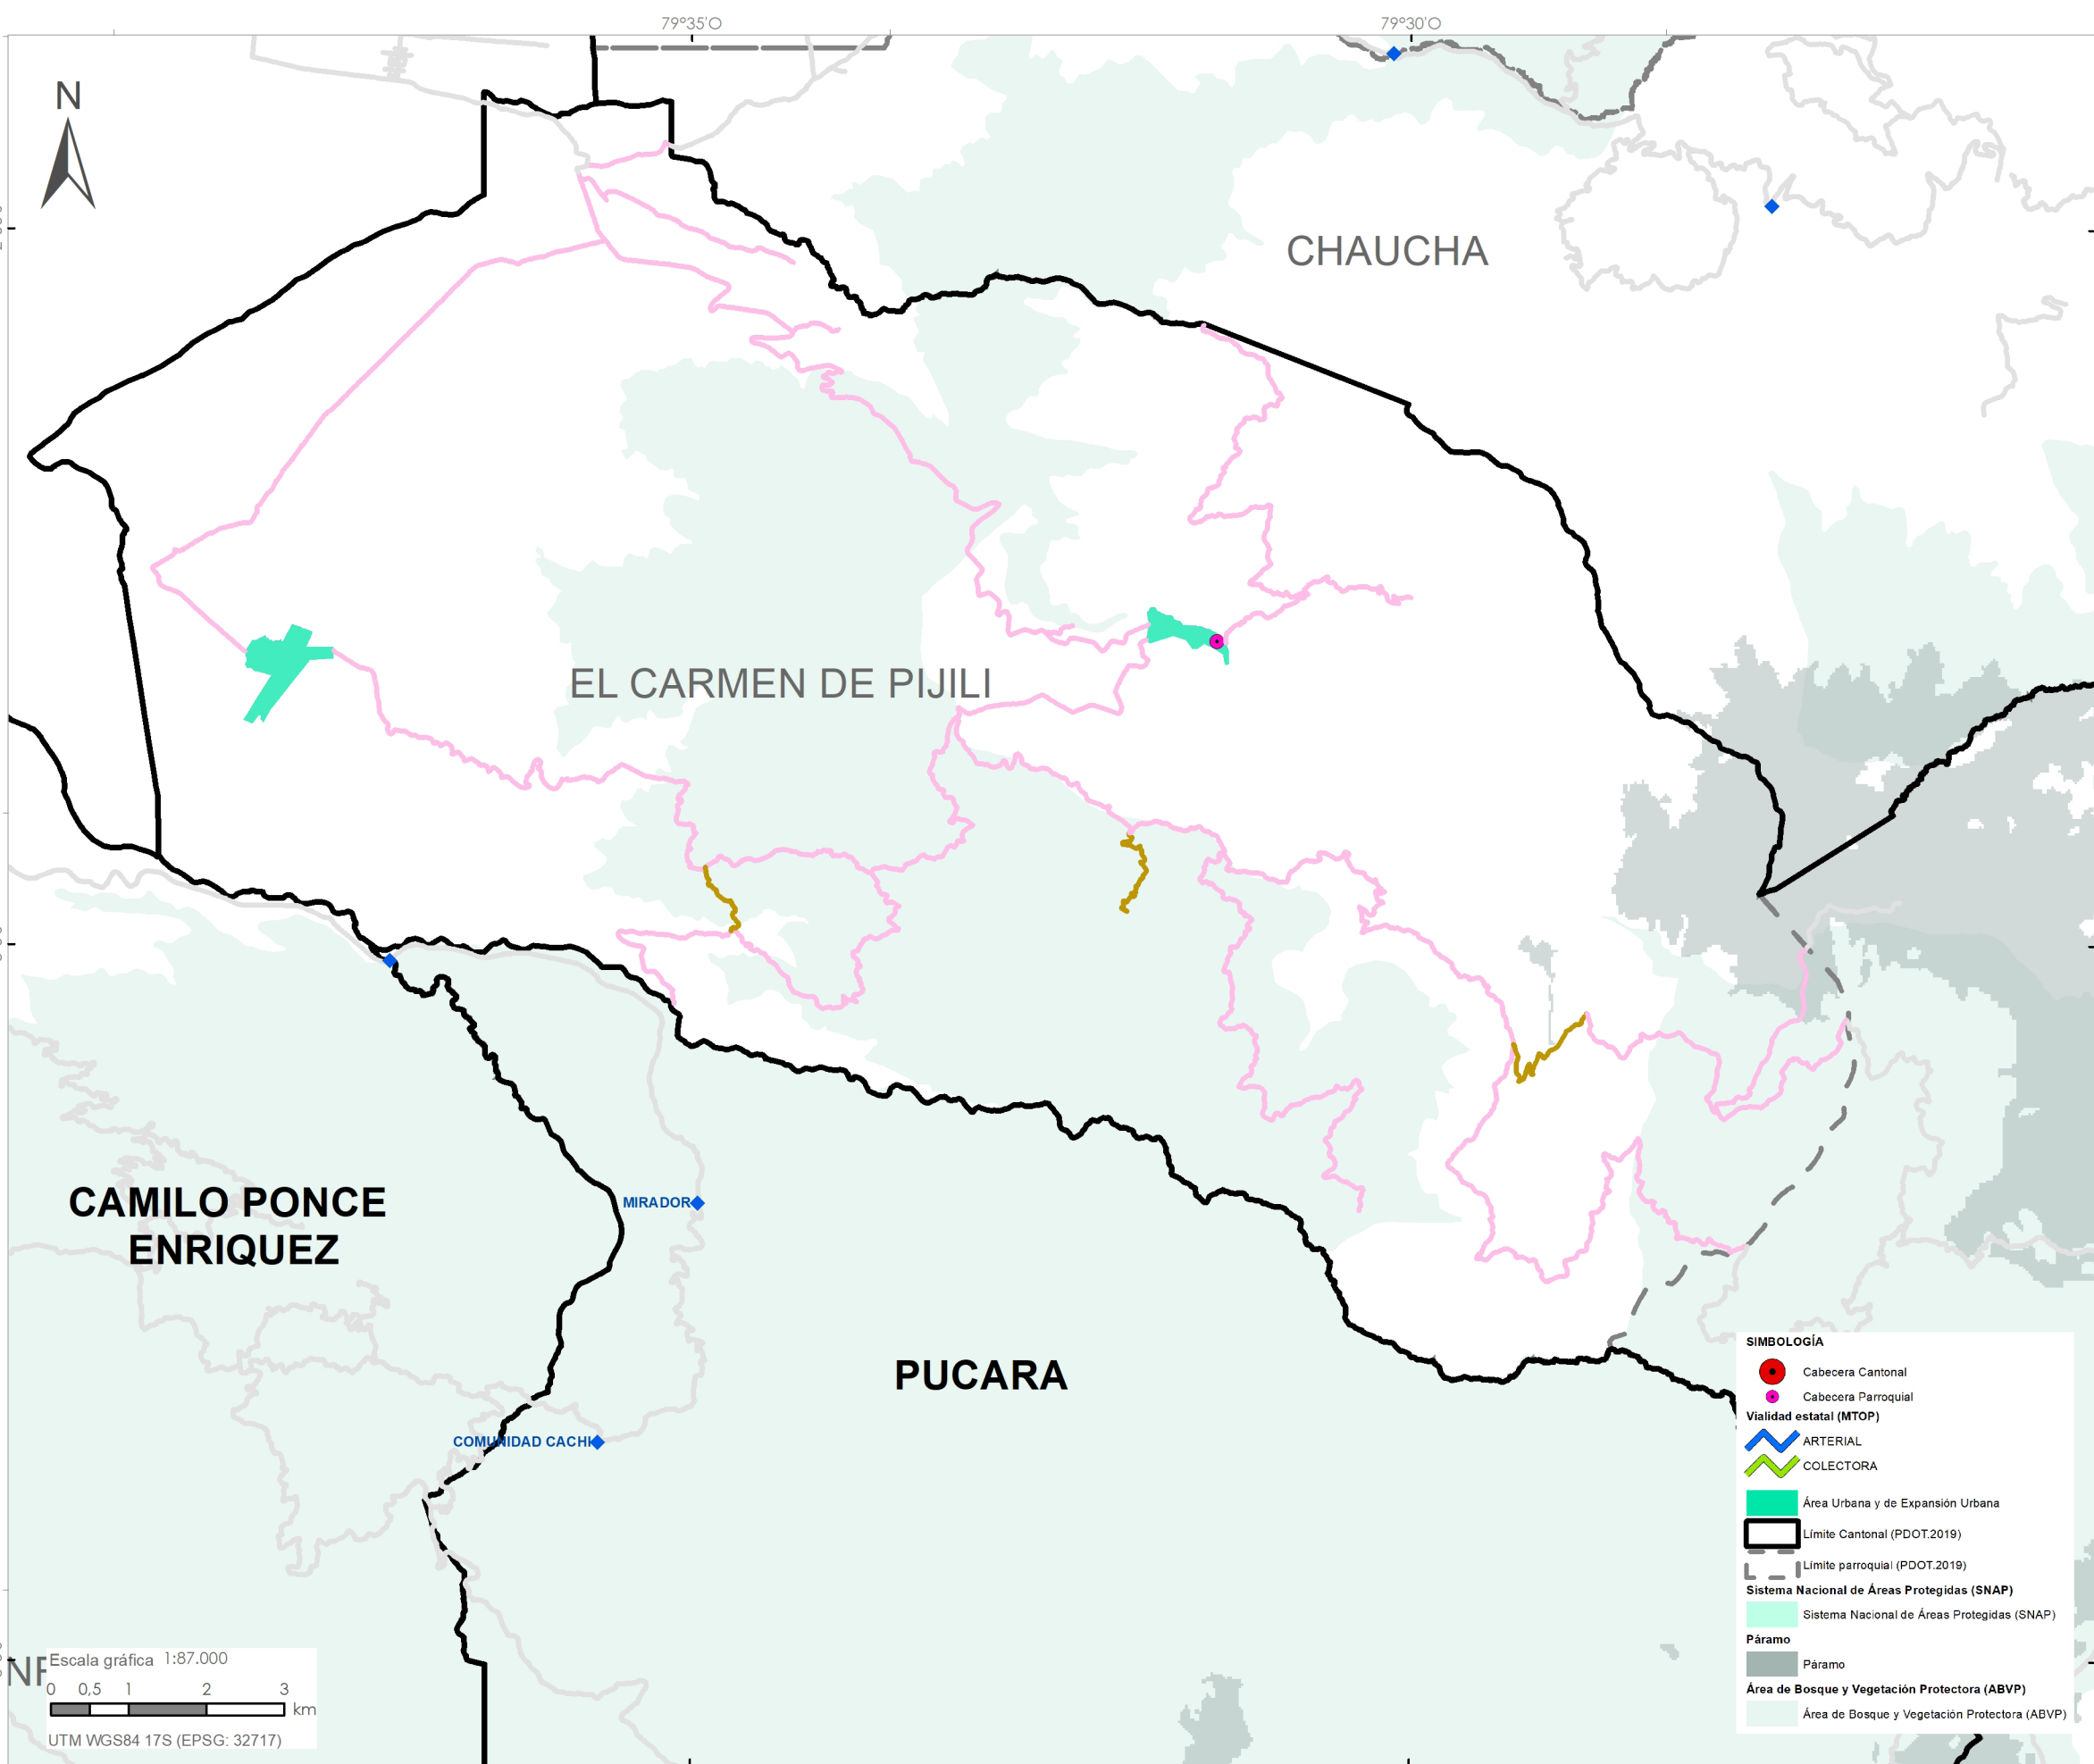 79°35'O
79°30'O
N
CHAUCHA
EL CARMEN DE PIJILI
CAMILO PONCE
ENRIQUEZ
MIRADOR
PUCARA
COMUNIDAD CACHI
SIMBOLOGÍA
Cabecera Cantonal
Cabecera Parroquial
Vialidad estatal (MTOP)
ARTERIAL
COLECTORA
Área Urbana y de Expansión Urbana
Límite Cantonal (PDOT.2019)
Límite parroquial (PDOT.2019)
Sistema Nacional de Áreas Protegidas (SNAP)
Sistema Nacional de Áreas Protegidas (SNAP)
Páramo
Páramo
Área de Bosque y Vegetación Protectora (ABVP)
Área de Bosque y Vegetación Protectora (ABVP)
Escala gráfica 1:87.000
0 0,5 1 2 3
km
UTM WGS84 17S (EPSG: 32717)